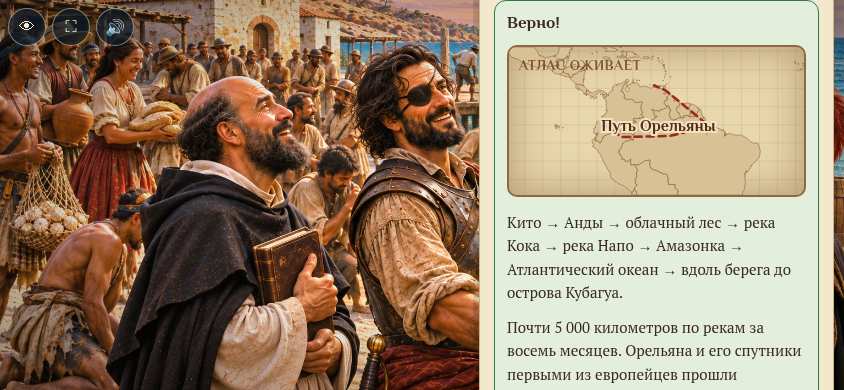 Верно!
АТЛАС ОЖИВАЕТ
Путь Орельяны
Кито → Анды → облачный лес → река
Кока → река Напо → Амазонка →
Атлантический океан → вдоль берега до
острова Кубагуа.
Почти 5 000 километров по рекам за
восемь месяцев. Орельяна и его спутники
первыми из европейцев прошли